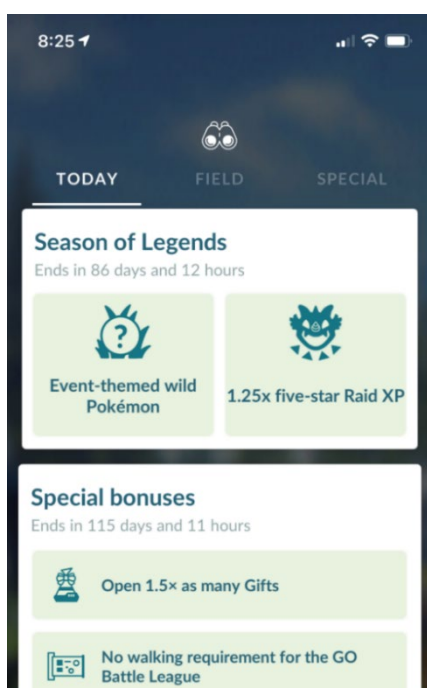 8:25
TODAY
FIELD
SPECIAL
Season of Legends
Ends in 86 days and 12 hours
?
Event-themed wild
Pokémon
1.25x five-star Raid XP
Special bonuses
Ends in 115 days and 11 hours
Open 1.5× as many Gifts
No walking requirement for the GO
Battle League